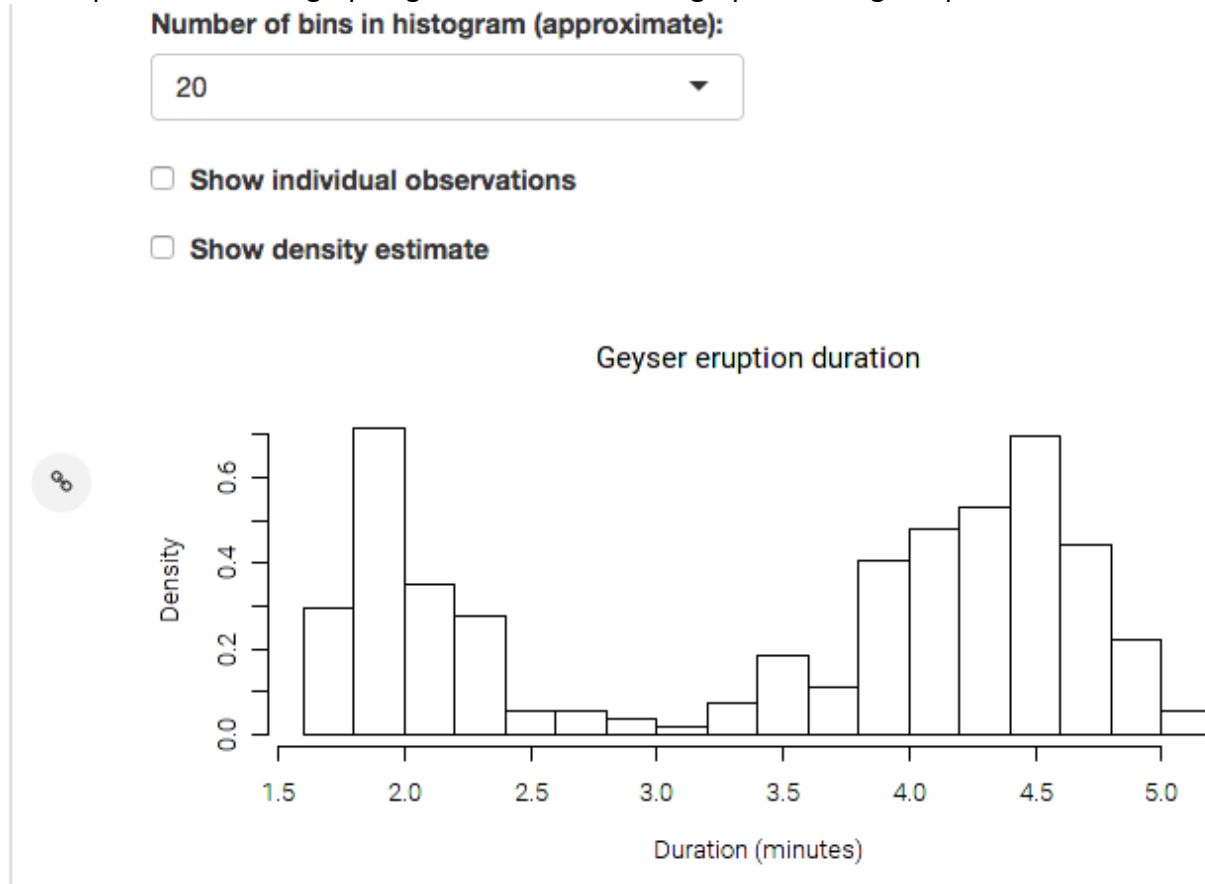 Number of bins in histogram (approximate):
20
Show individual observations
Show density estimate
Geyser eruption duration
Density
0.6
0.4
0.2
0.0
1.5 2.0 2.5 3.0 3.5 4.0 4.5 5.0
Duration (minutes)